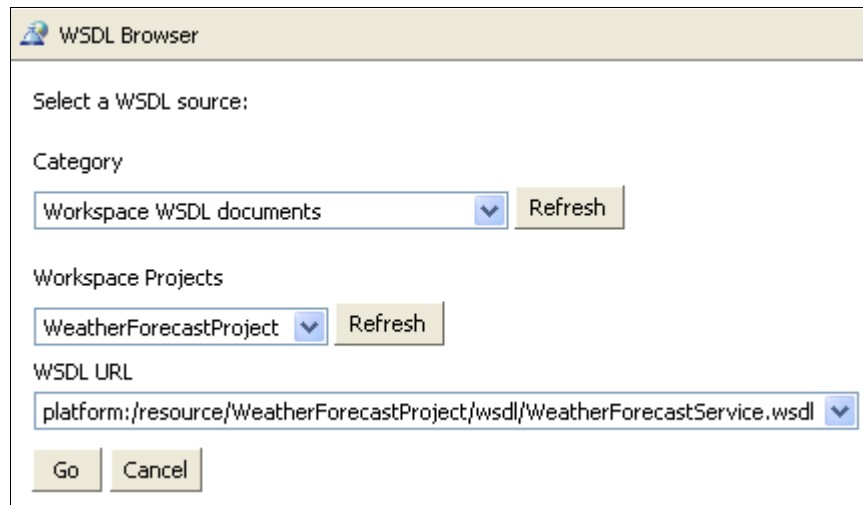 WSDL Browser
Select a WSDL source:
Category
Workspace WSDL documents Refresh
Workspace Projects
WeatherForecastProject Refresh
WSDL URL
platform:/resource/WeatherForecastProject/wsdl/WeatherForecastService.wsdl
Go Cancel